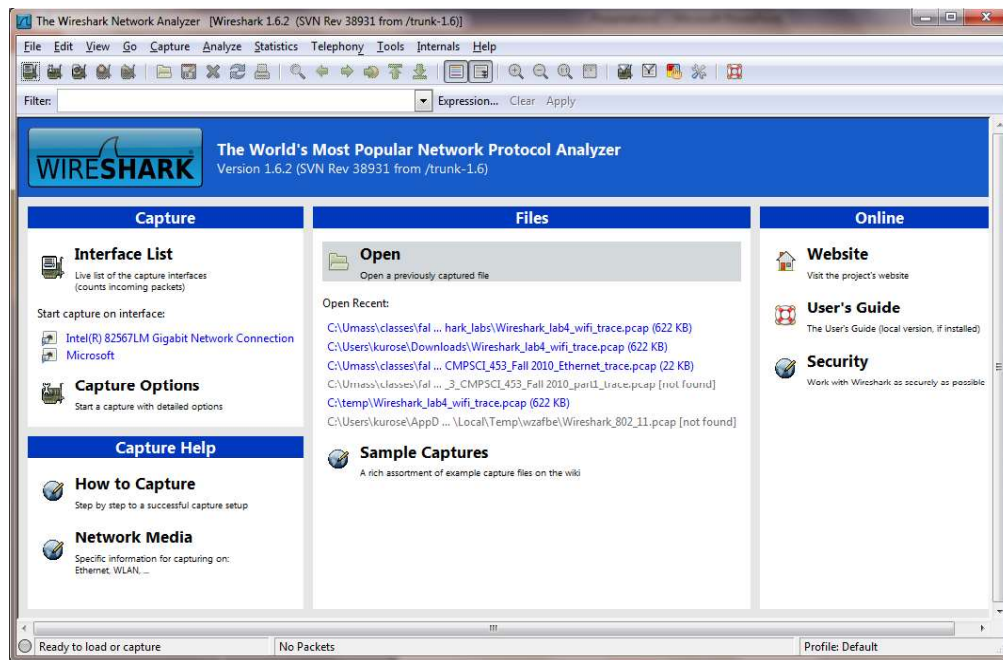 The Wireshark Network Analyzer [Wireshark 1.6.2 (SVN Rev 38931 from /trunk-1.6)]
File Edit View Go Capture Analyze Statistics Telephony Tools Internals Help
Filter: Expression... Clear Apply
WIRESHARK
The World's Most Popular Network Protocol Analyzer
Version 1.6.2 (SVN Rev 38931 from /trunk-1.6)
Capture
Interface List
Live list of the capture interfaces
(counts incoming packets)
Start capture on interface:
Intel(R) 82567LM Gigabit Network Connection
Microsoft
Capture Options
Start a capture with detailed options
Capture Help
How to Capture
Step by step to a successful capture setup
Network Media
Specific information for capturing on:
Ethernet, WLAN, ...
Files
Open
Open a previously captured file
Open Recent:
C:\Umass\classes\fal ... hark_labs\Wireshark_lab4_wifi_trace.pcap (622 KB)
C:\Users\kurose\Downloads\Wireshark_lab4_wifi_trace.pcap (622 KB)
C:\Umass\classes\fal ... CMPSCI_453_Fall 2010_Ethernet_trace.pcap (22 KB)
C:\Umass\classes\fal ... _3_CMPSCI_453_Fall 2010_part1_trace.pcap [not found]
C:\temp\Wireshark_lab4_wifi_trace.pcap (622 KB)
C:\Users\kurose\AppD ... \Local\Temp\wzafbe\Wireshark_802_11.pcap [not found]
Sample Captures
A rich assortment of example capture files on the wiki
Online
Website
Visit the project's website
User's Guide
The User's Guide (local version, if installed)
Security
Work with Wireshark as securely as possible
Ready to load or capture
No Packets
Profile: Default